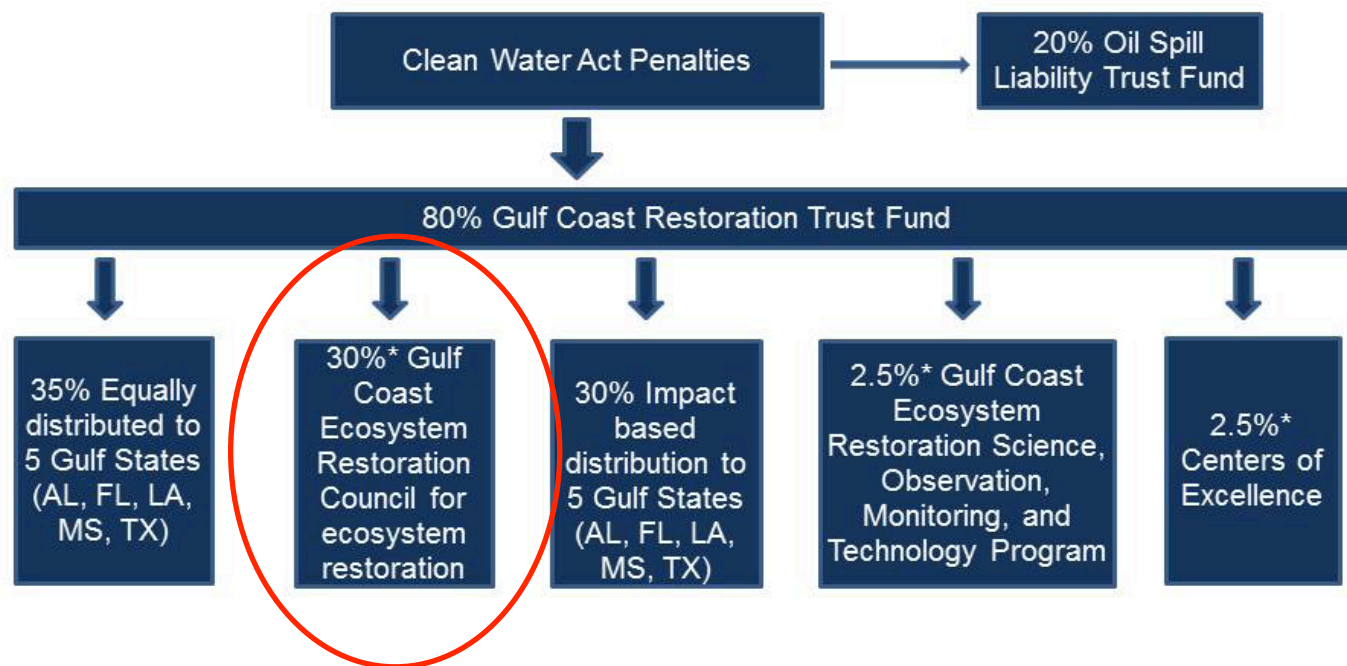 Clean Water Act Penalties
20% Oil Spill
Liability Trust Fund
80% Gulf Coast Restoration Trust Fund
35% Equally
distributed to
5 Gulf States
(AL, FL, LA,
MS, TX)
30%* Gulf
Coast
Ecosystem
Restoration
Council for
ecosystem
restoration
30% Impact
based
distribution to
5 Gulf States
(AL, FL, LA,
MS, TX)
2.5%* Gulf Coast
Ecosystem
Restoration Science,
Observation,
Monitoring, and
Technology Program
2.5%*
Centers of
Excellence